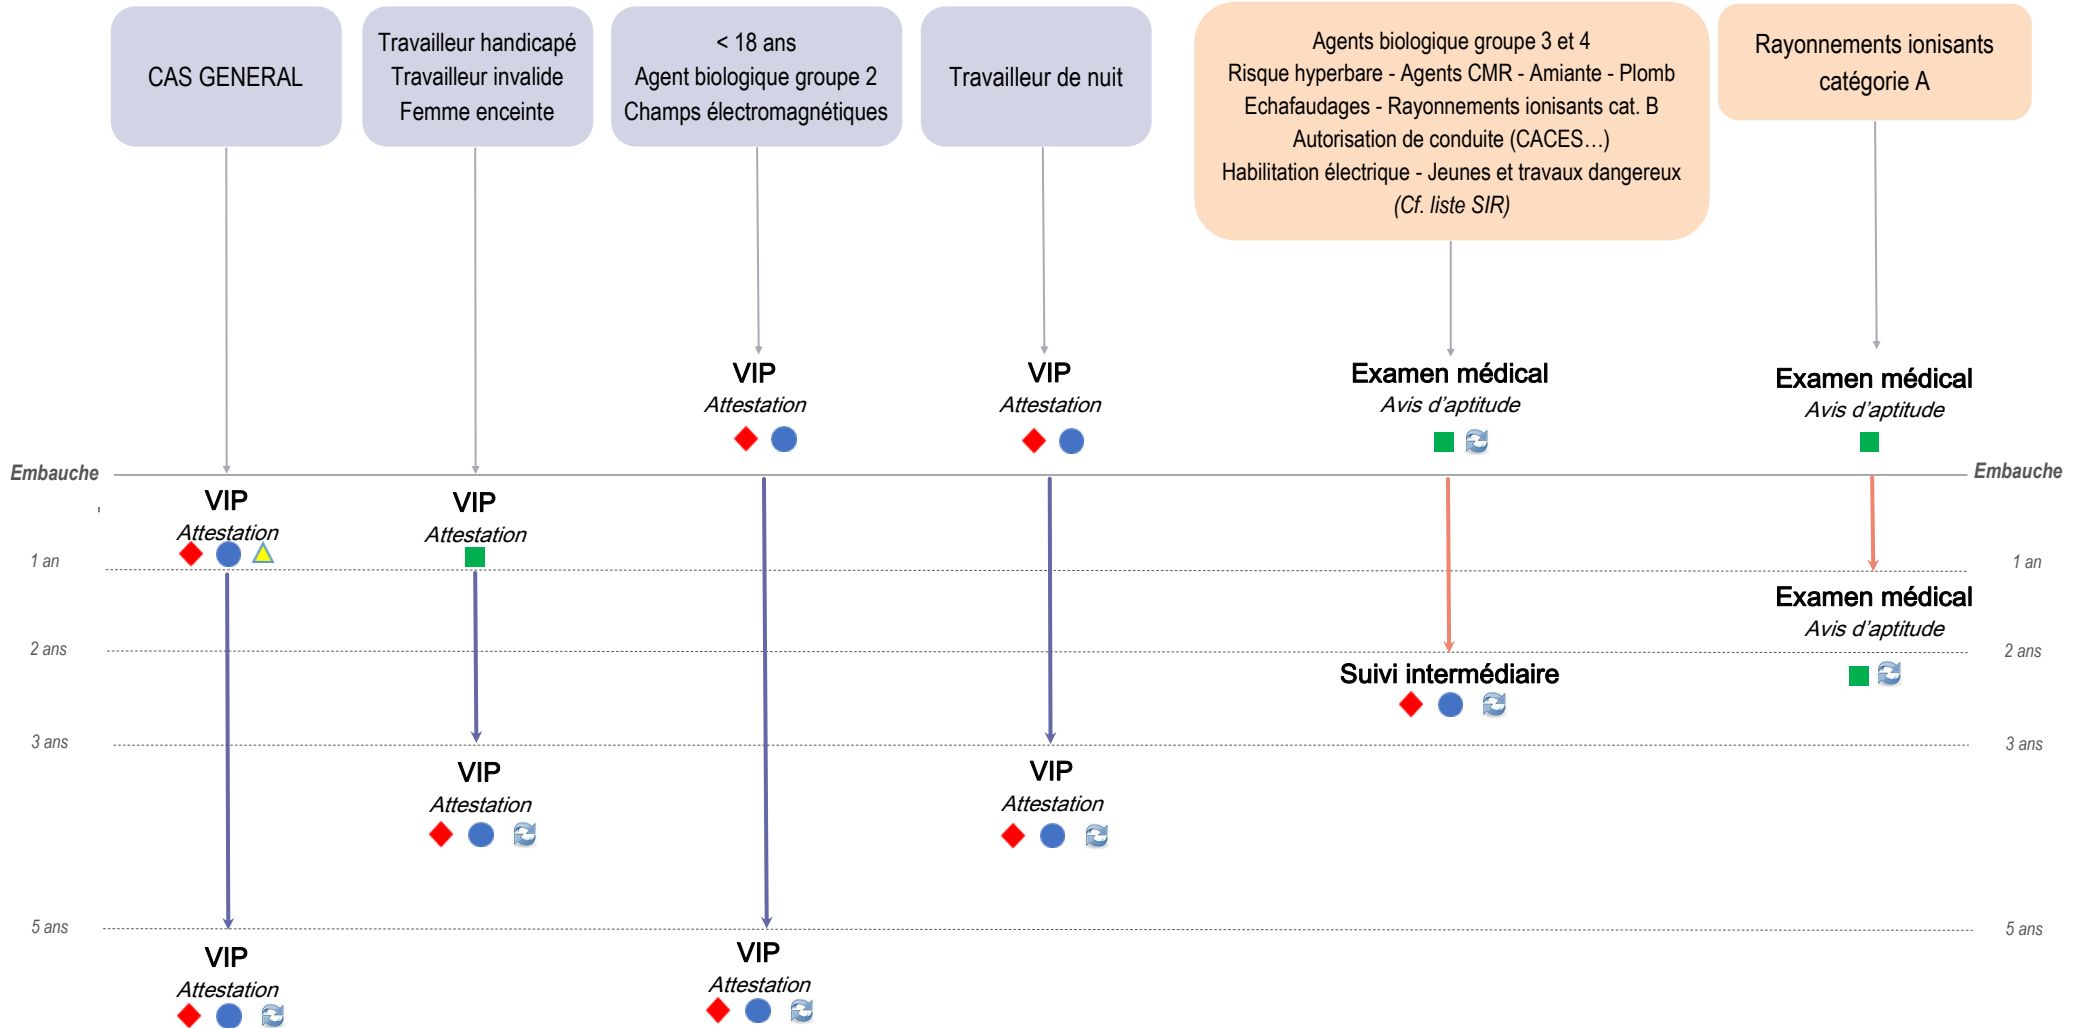 CAS GENERAL
Travailleur handicapé
Travailleur invalide
Femme enceinte
< 18 ans
Agent biologique groupe 2
Champs électromagnétiques
Travailleur de nuit
Agents biologique groupe 3 et 4
Risque hyperbare - Agents CMR - Amiante - Plomb
Echafaudages - Rayonnements ionisants cat. B
Autorisation de conduite (CACES…)
Habilitation électrique - Jeunes et travaux dangereux
(Cf. liste SIR)
Rayonnements ionisants
catégorie A
VIP
Attestation
VIP
Attestation
Examen médical
Avis d'aptitude
Examen médical
Avis d'aptitude
Embauche
Embauche
VIP
Attestation
VIP
Attestation
1 an
1 an
Examen médical
Avis d'aptitude
2 ans
2 ans
Suivi intermédiaire
3 ans
3 ans
VIP
Attestation
VIP
Attestation
5 ans
5 ans
VIP
Attestation
VIP
Attestation